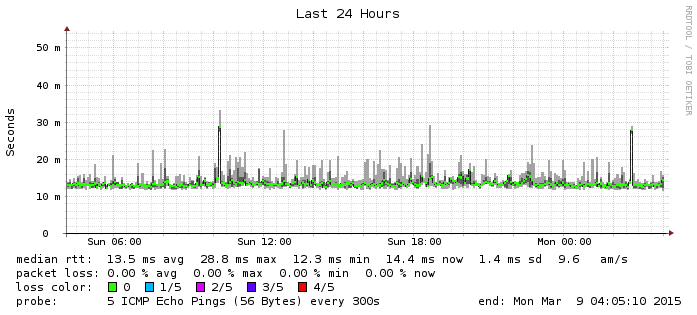 Last 24 Hours
RRDTOOL / TOBI OETIKER
Seconds
50 m
40 m
30 m
20 m
10 m
0
Sun 06:00 Sun 12:00 Sun 18:00 Mon 00:00
median rtt: 13.5 ms avg 28.8 ms max 12.3 ms min 14.4 ms now 1.4 ms sd 9.6 am/s
packet loss: 0.00 % avg 0.00 % max 0.00 % min 0.00 % now
loss color: 0 1/5 2/5 3/5 4/5
probe: 5 ICMP Echo Pings (56 Bytes) every 300s end: Mon Mar 9 04:05:10 2015